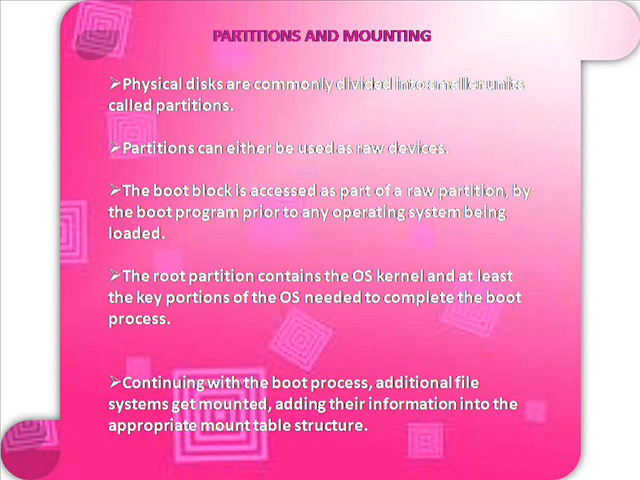 PARTITIONS AND MOUNTING
➢Physical disks are commonly divided into smaller units
called partitions.
➢Partitions can either be used as raw devices.
➢The boot block is accessed as part of a raw partition, by
the boot program prior to any operating system being
loaded.
➢The root partition contains the OS kernel and at least
the key portions of the OS needed to complete the boot
process.
➢Continuing with the boot process, additional file
systems get mounted, adding their information into the
appropriate mount table structure.